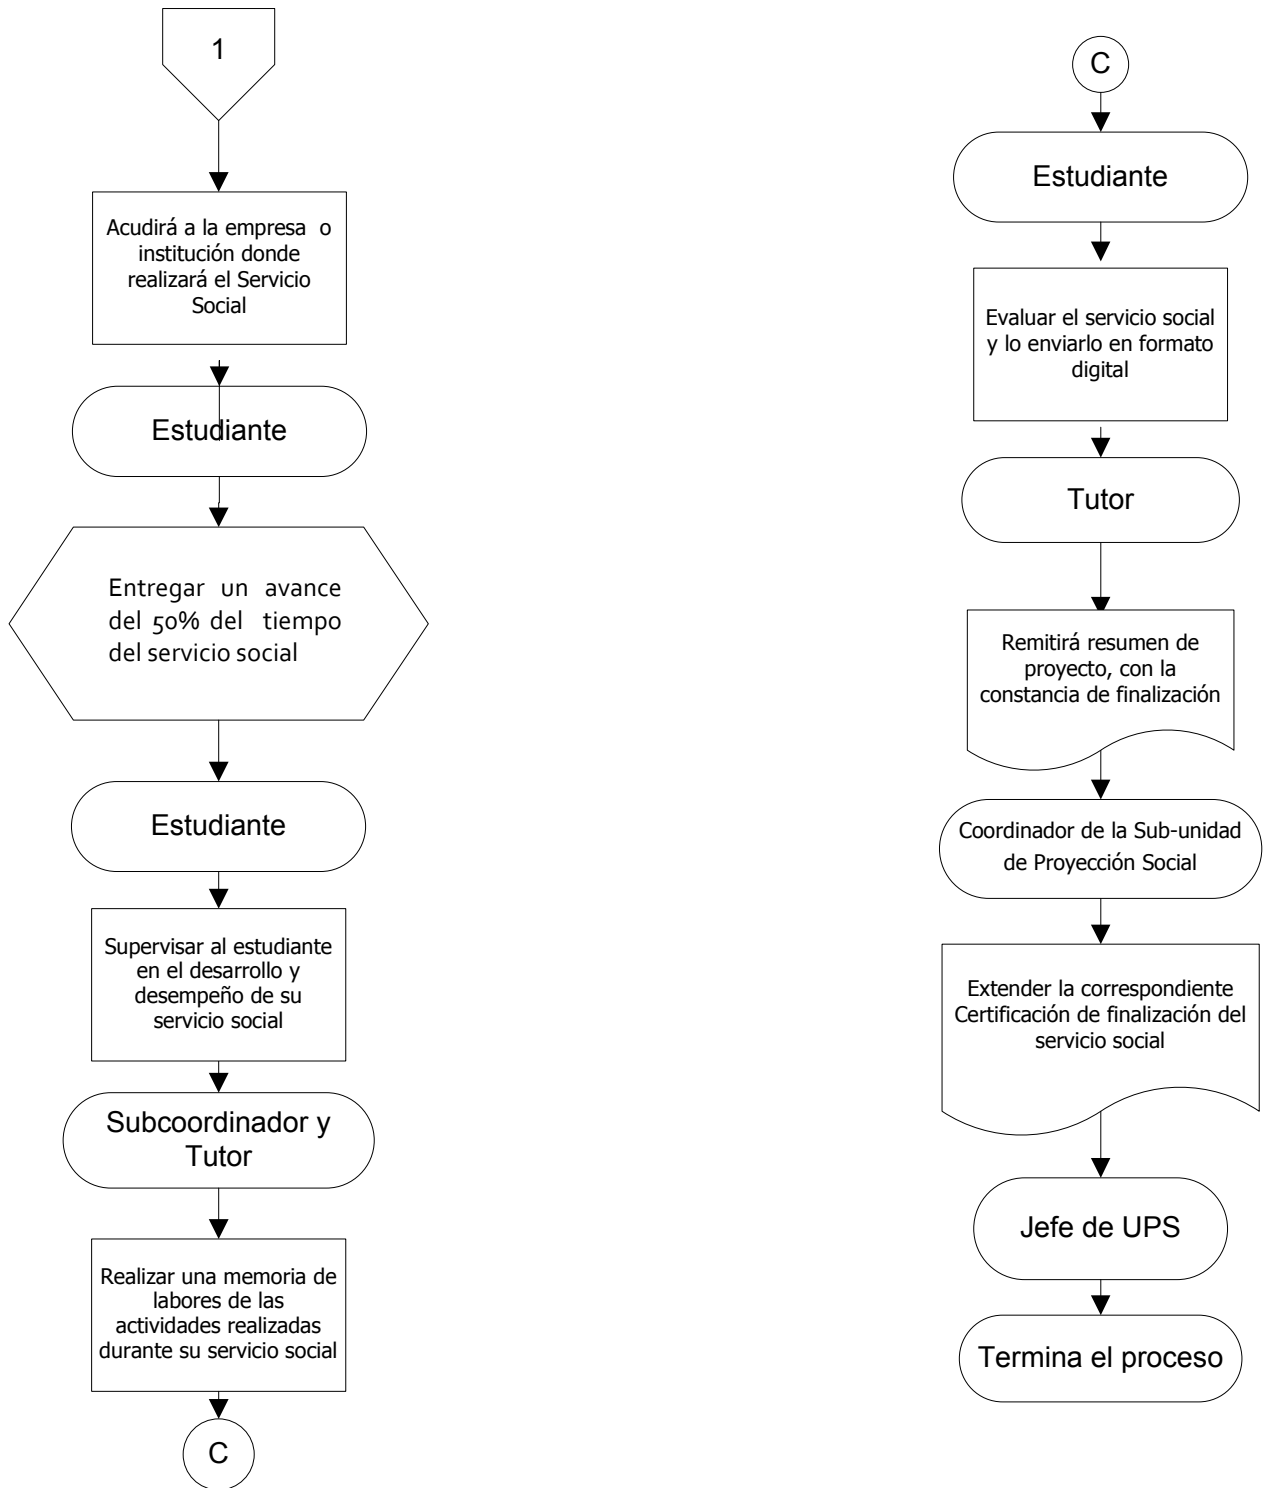 1
Acudirá a la empresa o
institución donde
realizará el Servicio
Social
Estudiante
Entregar un avance
del 50% del tiempo
del servicio social
Estudiante
Supervisar al estudiante
en el desarrollo y
desempeño de su
servicio social
Subcoordinador y
Tutor
Realizar una memoria de
labores de las
actividades realizadas
durante su servicio social
C
C
Estudiante
Evaluar el servicio social
y lo enviarlo en formato
digital
Tutor
Remitirá resumen de
proyecto, con la
constancia de finalización
Coordinador de la Sub-unidad
de Proyección Social
Extender la correspondiente
Certificación de finalización del
servicio social
Jefe de UPS
Termina el proceso